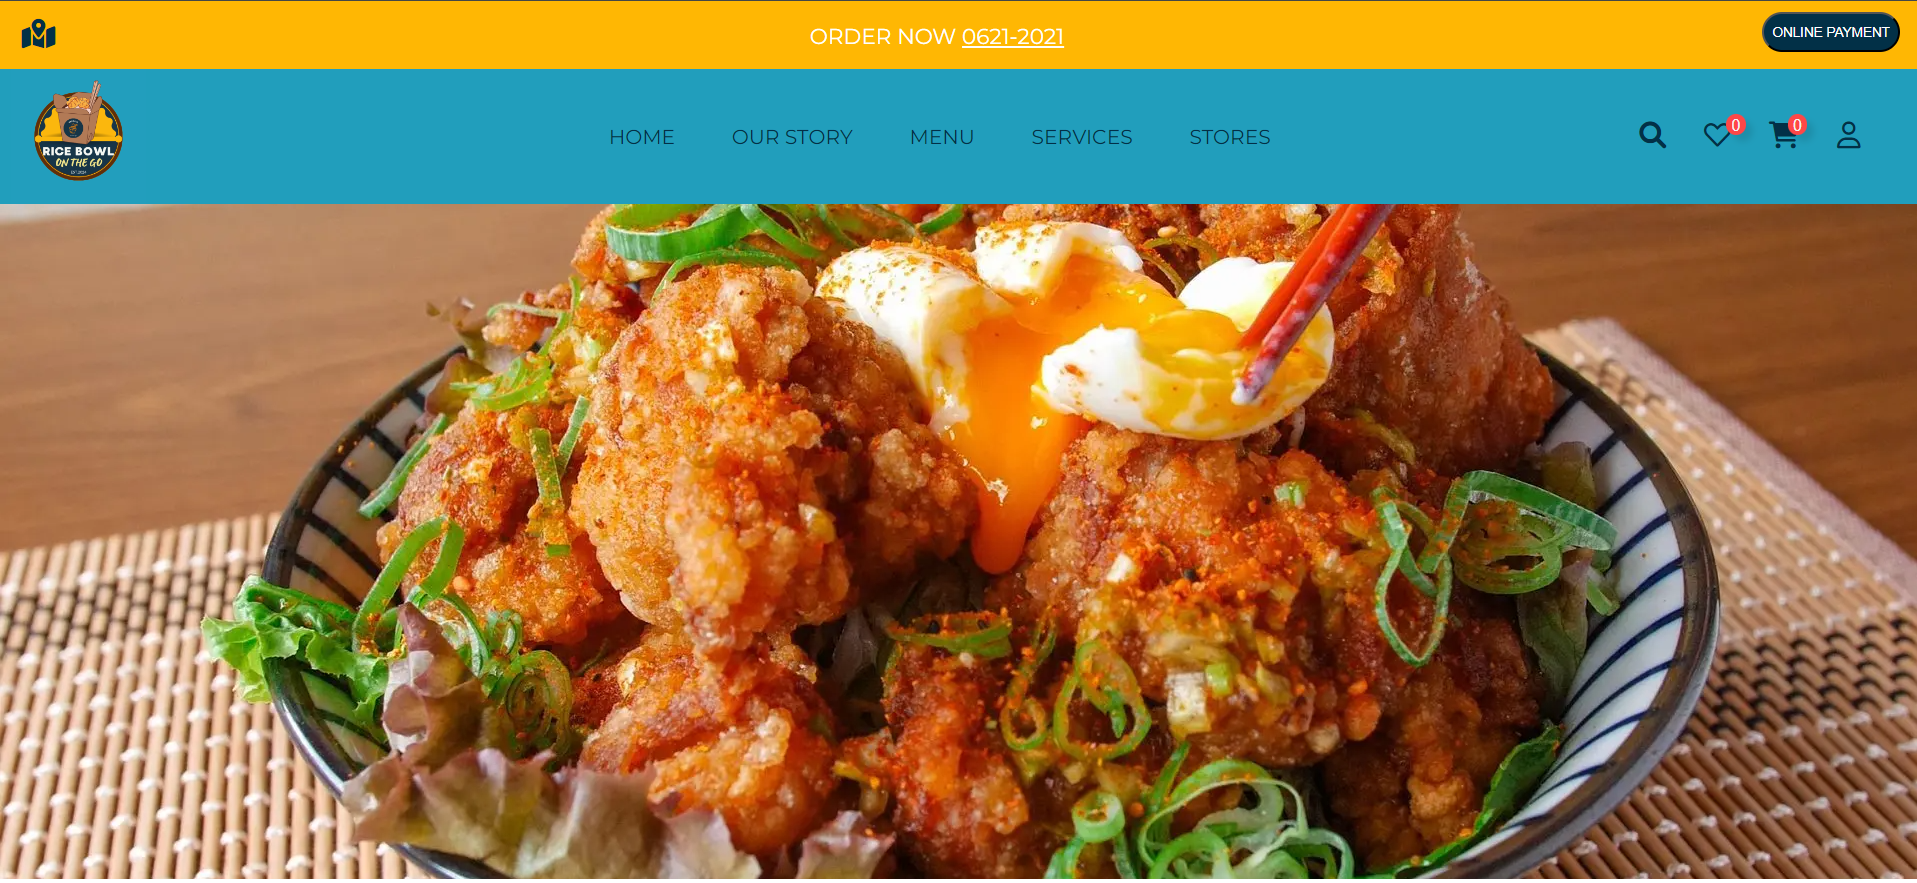 ORDER NOW 0621-2021
ONLINE PAYMENT
RICE BOWL
ON THE GO
HOME
OUR STORY
MENU
SERVICES
STORES
0
0